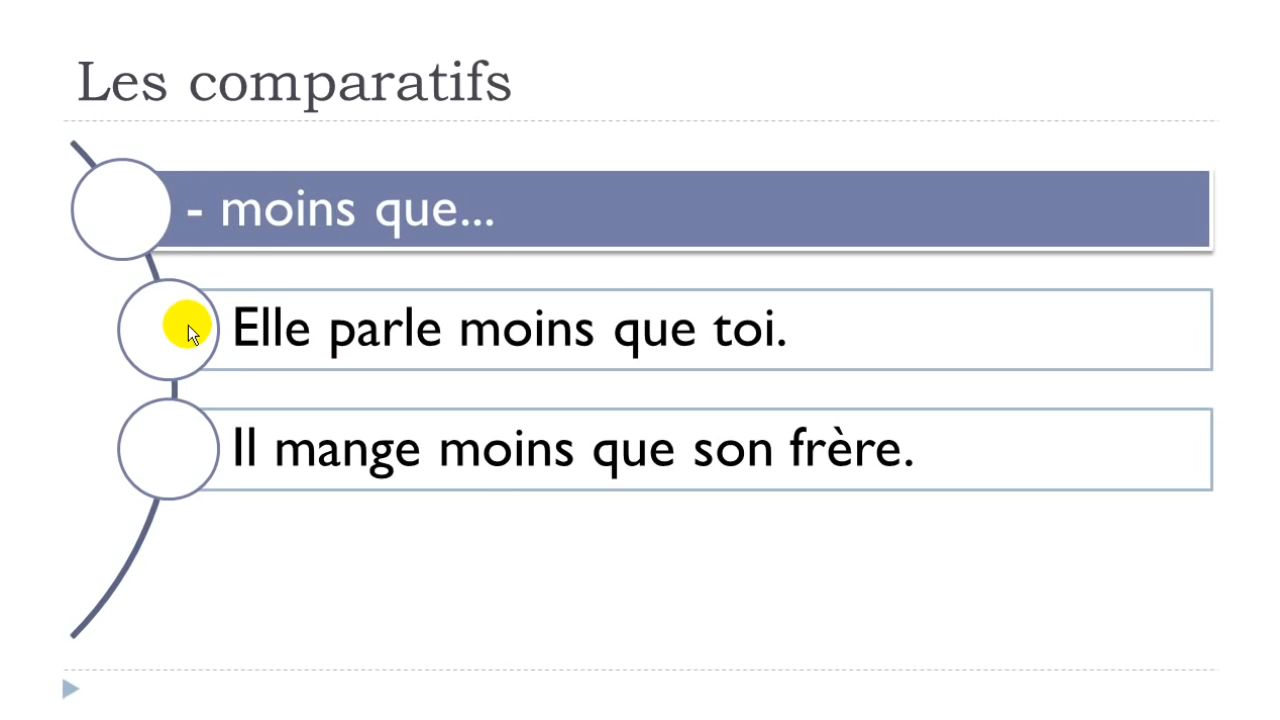 Les comparatifs
- moins que...
Elle parle moins que toi.
Il mange moins que son frère.